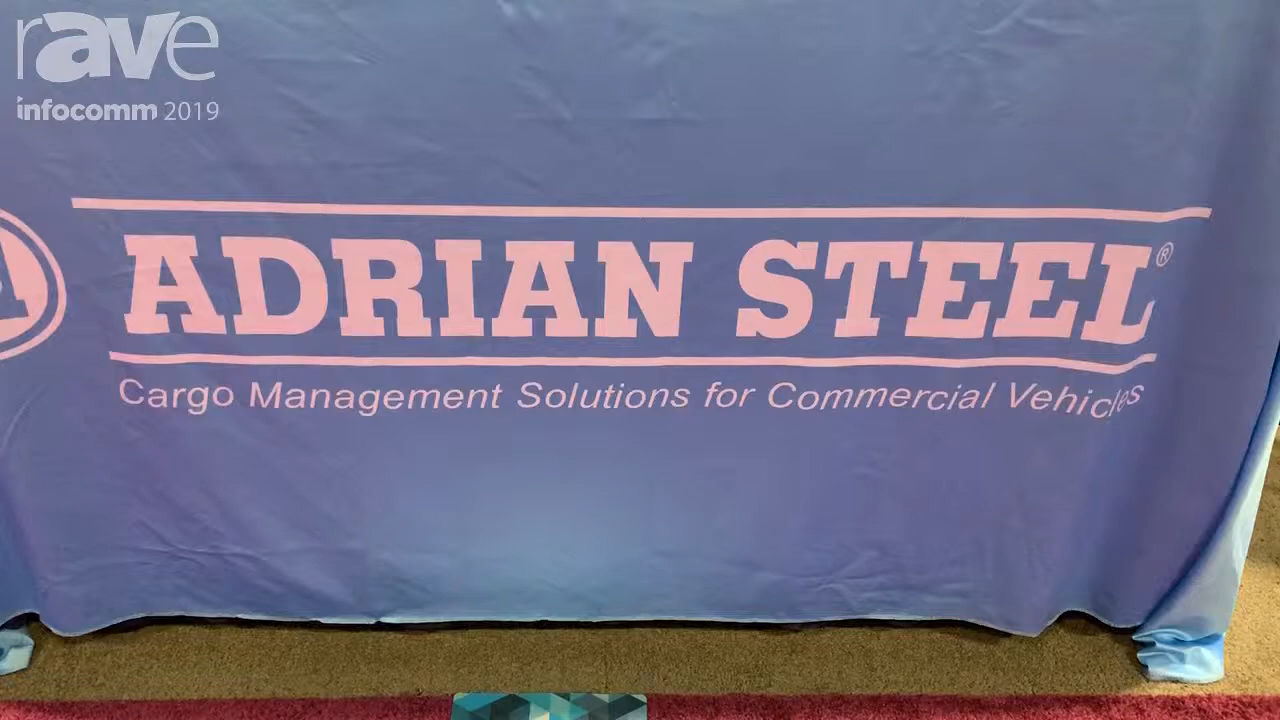 rave
infocomm 2019
ADRIAN STEEL®
Cargo Management Solutions for Commercial Vehicles